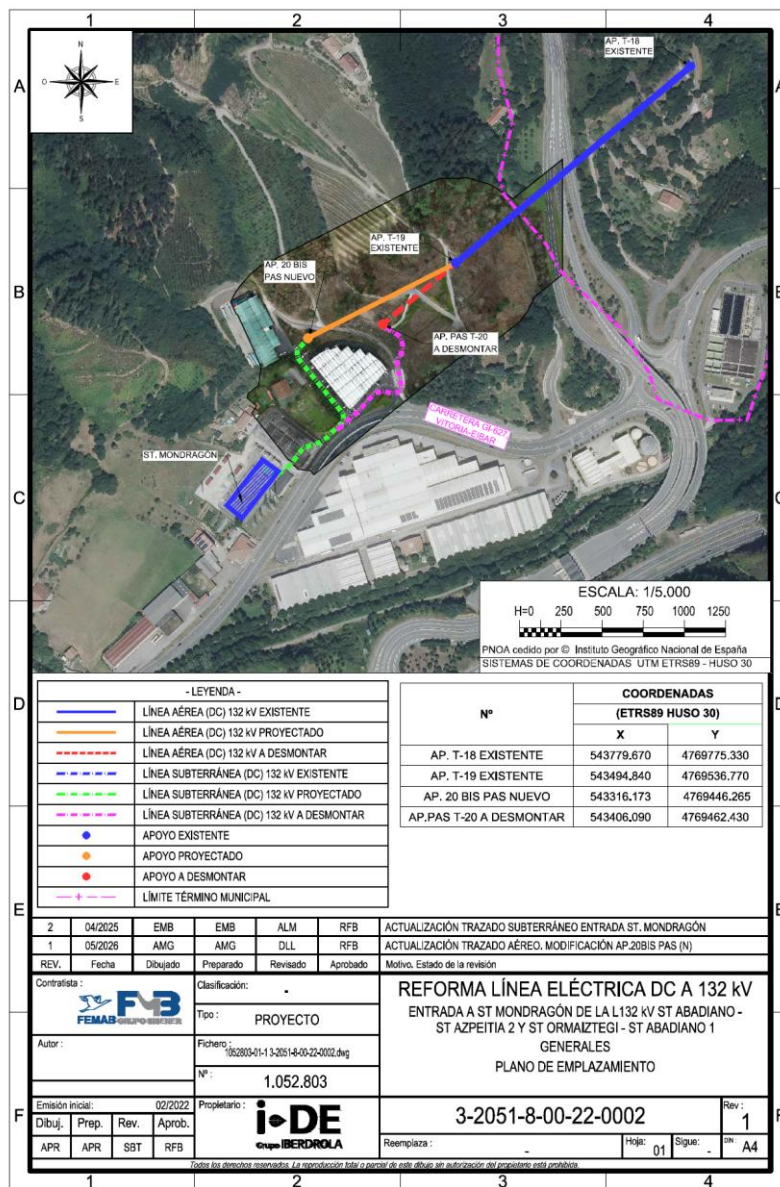 1 2 3 4
A A
N
O E
S
AP. T-18
EXISTENTE
AP. T-19
EXISTENTE
AP. 20 BIS
PAS NUEVO
B B
AP. PAS T-20
A DESMONTAR
CARRETERA GI-627
VITORIA-EIBAR
ST. MONDRAGÓN
C C
ESCALA: 1/5.000
H=0 250 500 750 1000 1250
PNOA cedido por © Instituto Geográfico Nacional de España
SISTEMAS DE COORDENADAS UTM ETRS89 - HUSO 30
D D
- LEYENDA -
LÍNEA AÉREA (DC) 132 kV EXISTENTE
LÍNEA AÉREA (DC) 132 kV PROYECTADO
LÍNEA AÉREA (DC) 132 kV A DESMONTAR
LÍNEA SUBTERRÁNEA (DC) 132 kV EXISTENTE
LÍNEA SUBTERRÁNEA (DC) 132 kV PROYECTADO
LÍNEA SUBTERRÁNEA (DC) 132 kV A DESMONTAR
APOYO EXISTENTE
APOYO PROYECTADO
APOYO A DESMONTAR
LÍMITE TÉRMINO MUNICIPAL
Nº COORDENADAS
(ETRS89 HUSO 30)
X Y
AP. T-18 EXISTENTE 543779.670 4769775.330
AP. T-19 EXISTENTE 543494.840 4769536.770
AP. 20 BIS PAS NUEVO 543316.173 4769446.265
AP.PAS T-20 A DESMONTAR 543406.090 4769462.430
E E
2 04/2025 EMB EMB ALM RFB ACTUALIZACIÓN TRAZADO SUBTERRÁNEO ENTRADA ST. MONDRAGÓN
1 05/2026 AMG AMG DLL RFB ACTUALIZACIÓN TRAZADO AÉREO. MODIFICACIÓN AP.20BIS PAS (N)
REV. Fecha Dibujado Preparado Revisado Aprobado Motivo. Estado de la revisión
Contratista :
FEMAB GRUPO EISENER
Autor :
Clasificación: -
Tipo : PROYECTO
Fichero :
1052803-01-1 3-2051-8-00-22-0002.dwg
Nº : 1.052.803
REFORMA LÍNEA ELÉCTRICA DC A 132 kV
ENTRADA A ST MONDRAGÓN DE LA L132 kV ST ABADIANO -
ST AZPEITIA 2 Y ST ORMAIZTEGI - ST ABADIANO 1
GENERALES
PLANO DE EMPLAZAMIENTO
F F
Emisión inicial: 02/2022
Dibuj. Prep. Rev. Aprob.
APR APR SBT RFB
Propietario :
i-DE
Grupo IBERDROLA
3-2051-8-00-22-0002
Rev : 1
Reemplaza : -
Hoja: 01
Sigue: -
DIN : A4
Todos los derechos reservados. La reproducción total o parcial de este dibujo sin autorización del propietario está prohibida.
1 2 3 4